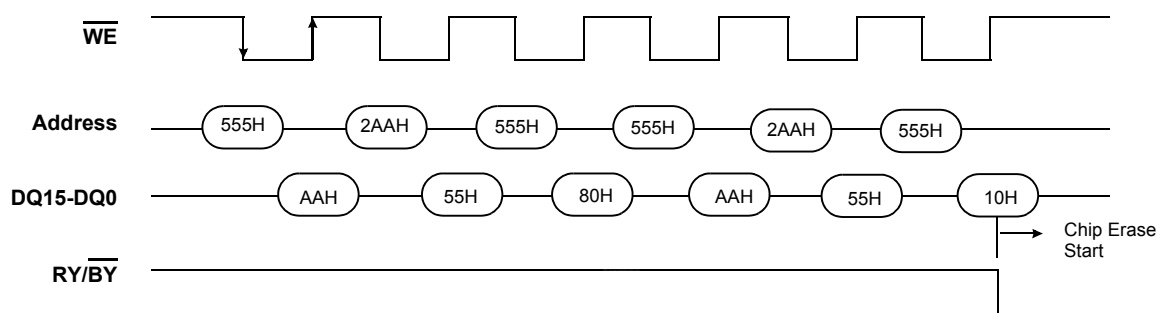 WE
Address 555H 2AAH 555H 555H 2AAH 555H
DQ15-DQ0 AAH 55H 80H AAH 55H 10H
Chip Erase
Start
RY/BY